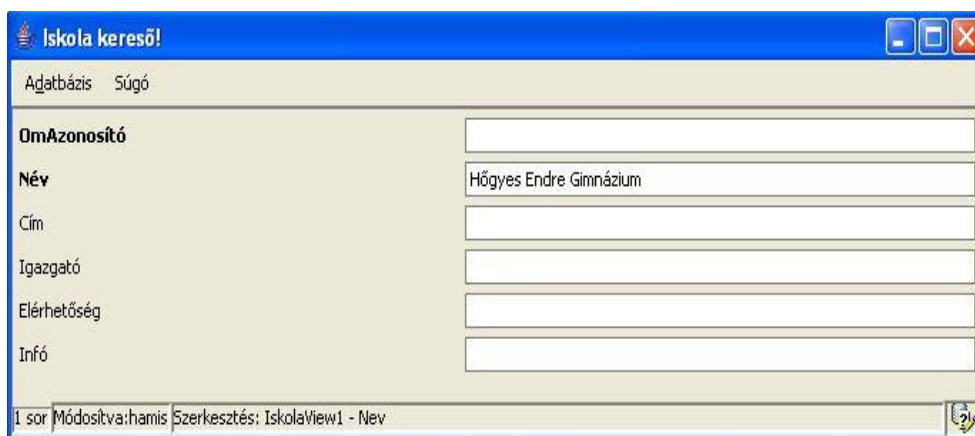 Iskola kereső!
Adatbázis Súgó
OmAzonosító
Név Hőgyes Endre Gimnázium
Cím
Igazgató
Elérhetőség
Infó
1 sor Módosítva:hamis Szerkesztés: IskolaView1 - Nev